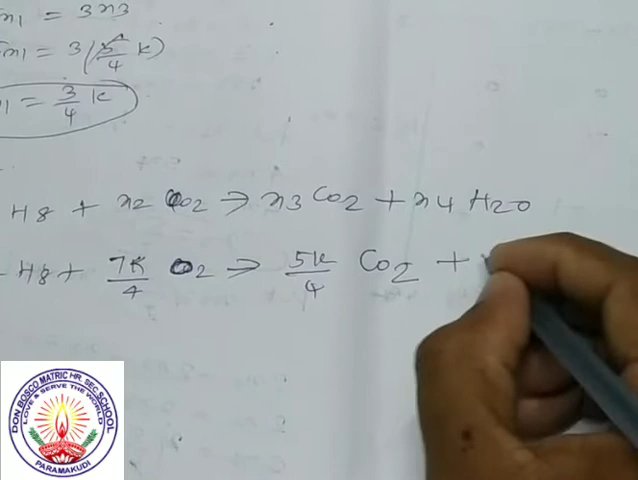 x1 = 3x3
x1 = 3 (5/4 k)
= 3/4 k
H8 + x2 O2 → x3 CO2 + x4 H2O
H8 + 7k/4 O2 → 5k/4 CO2 +
DON BOSCO MATRIC HR. SEC. SCHOOL
LOVE & SERVE THE WORLD
PARAMAKUDI